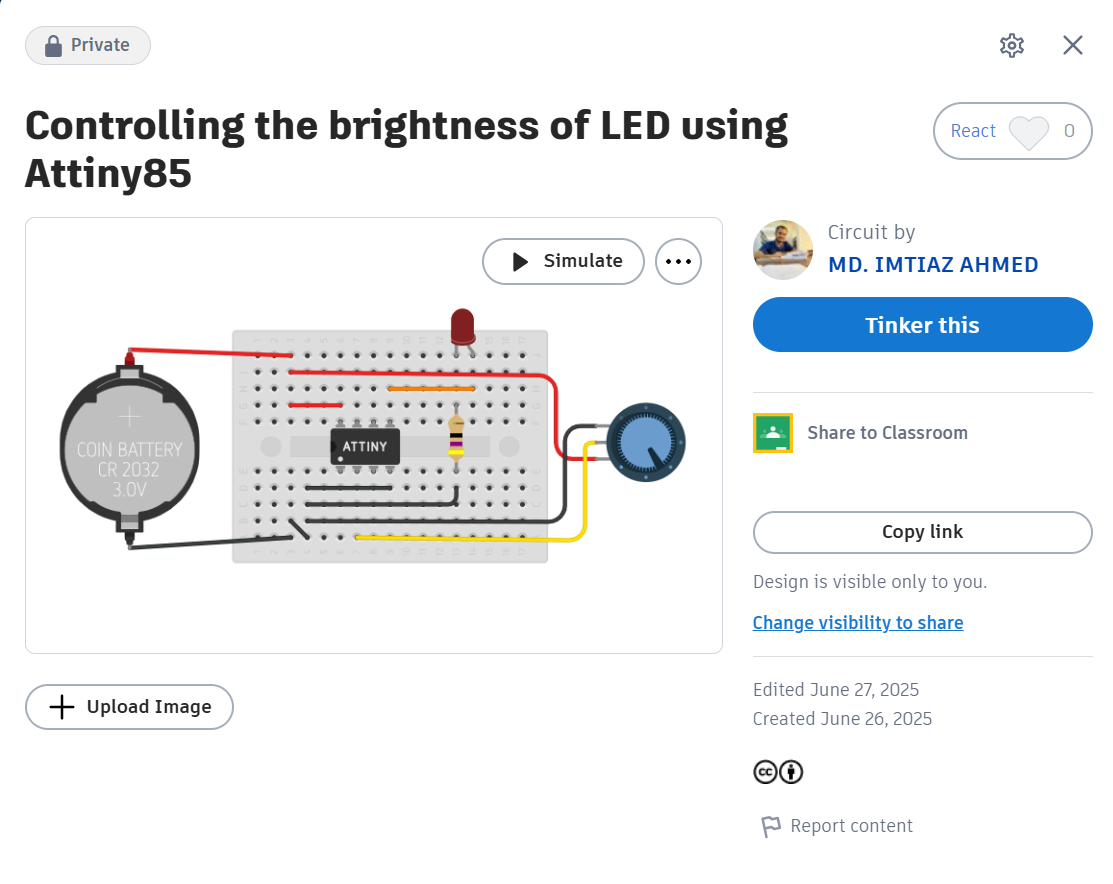 Private
Controlling the brightness of LED using
Attiny85
React 0
Simulate
Circuit by
MD. IMTIAZ AHMED
Tinker this
COIN BATTERY
CR 2032
3.0V
ATTINY
Share to Classroom
Copy link
Design is visible only to you.
Change visibility to share
Upload Image
Edited June 27, 2025
Created June 26, 2025
cc
Report content